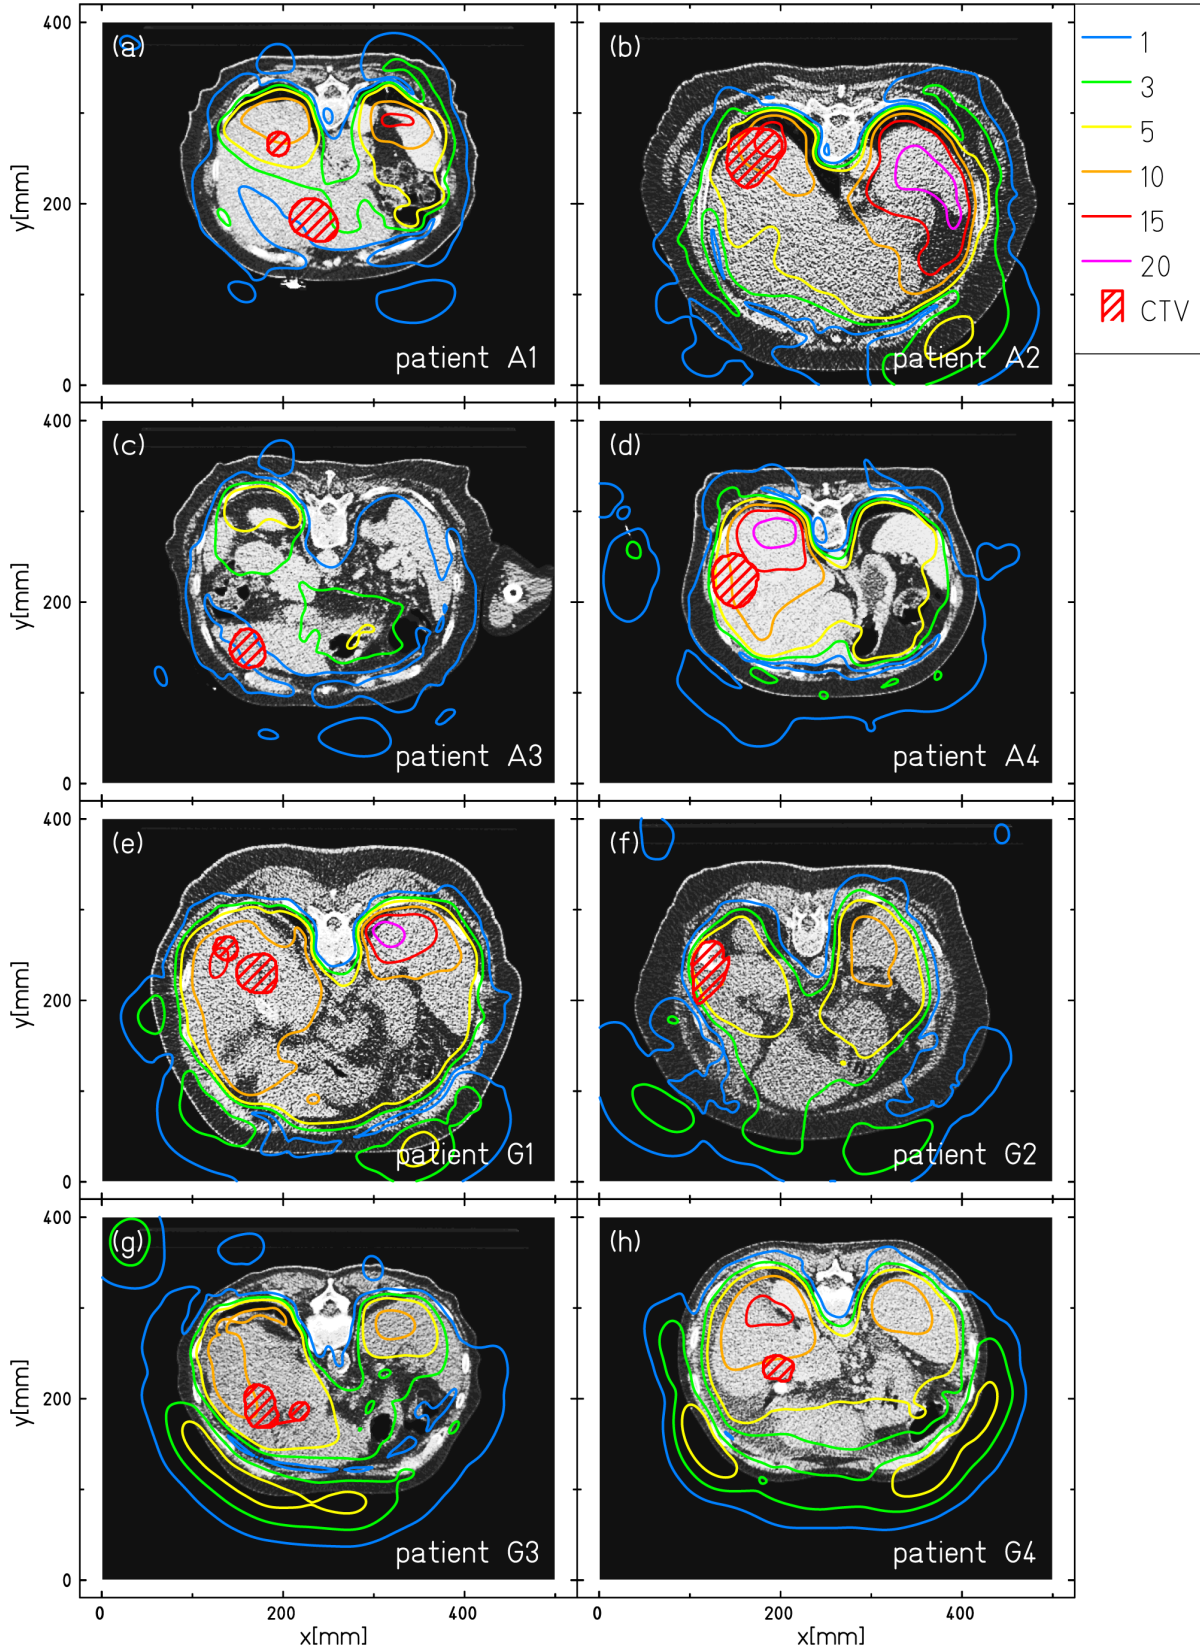 400
(a)
(b)
1
3
5
10
15
20
CTV
y[mm]
200
0
patient A1
patient A2
400
(c)
(d)
y[mm]
200
0
patient A3
patient A4
400
(e)
(f)
y[mm]
200
0
patient G1
patient G2
400
(g)
(h)
y[mm]
200
0
patient G3
patient G4
0 200 400
0 200 400
x[mm]
x[mm]